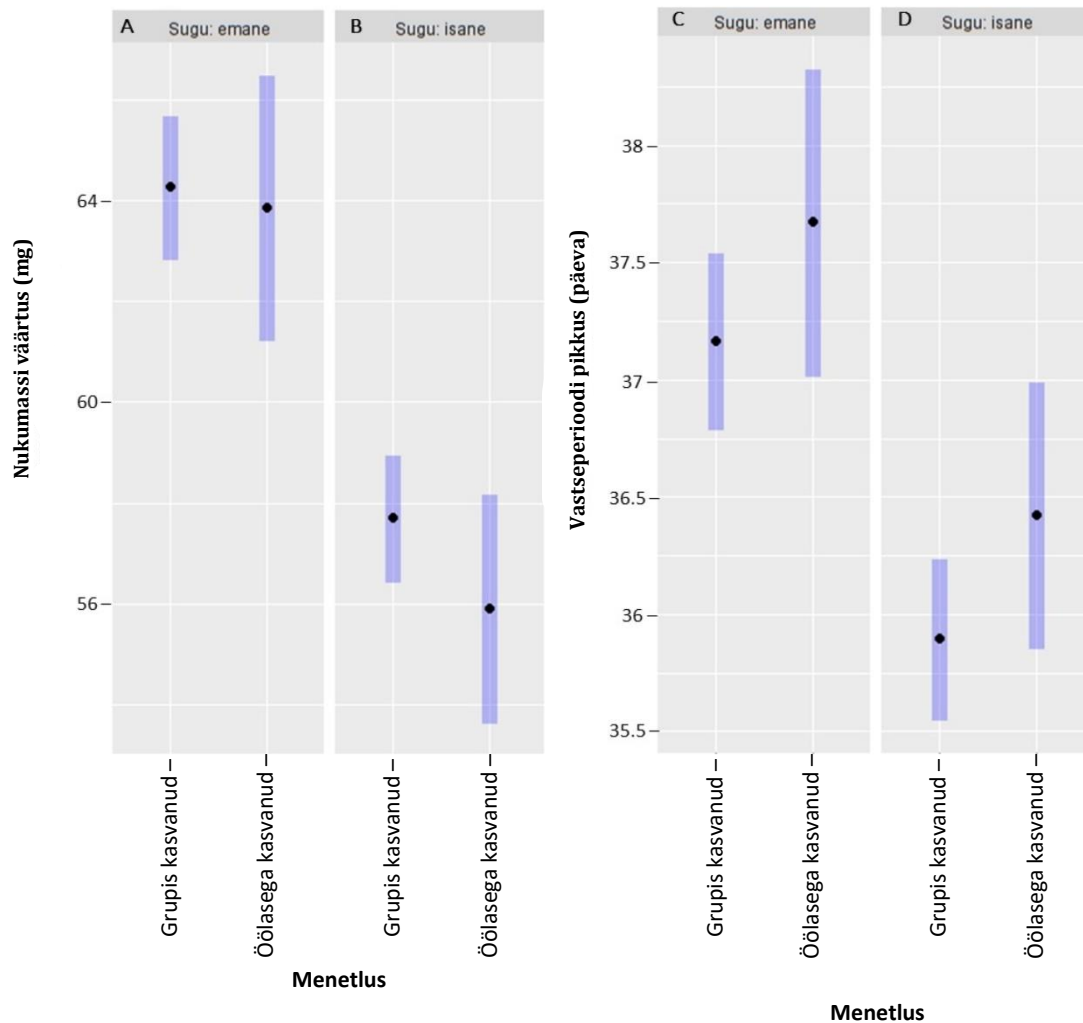 A Sugu: emane
B Sugu: isane
Nukumassi väärtus (mg)
64
60
56
Grupis kasvanud
Öölasega kasvanud
Grupis kasvanud
Öölasega kasvanud
Menetlus
C Sugu: emane
D Sugu: isane
Vastseperioodi pikkus (päeva)
38
37.5
37
36.5
36
35.5
Grupis kasvanud
Öölasega kasvanud
Grupis kasvanud
Öölasega kasvanud
Menetlus